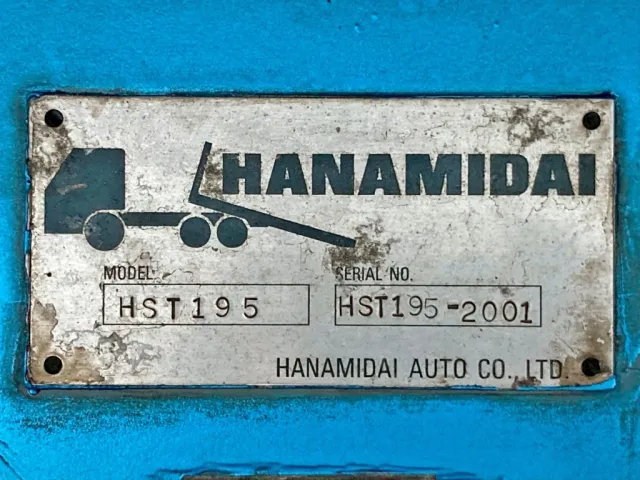 HANAMIDAI
MODEL SERIAL NO.
HST195 HST195-2001
HANAMIDAI AUTO CO., LTD.